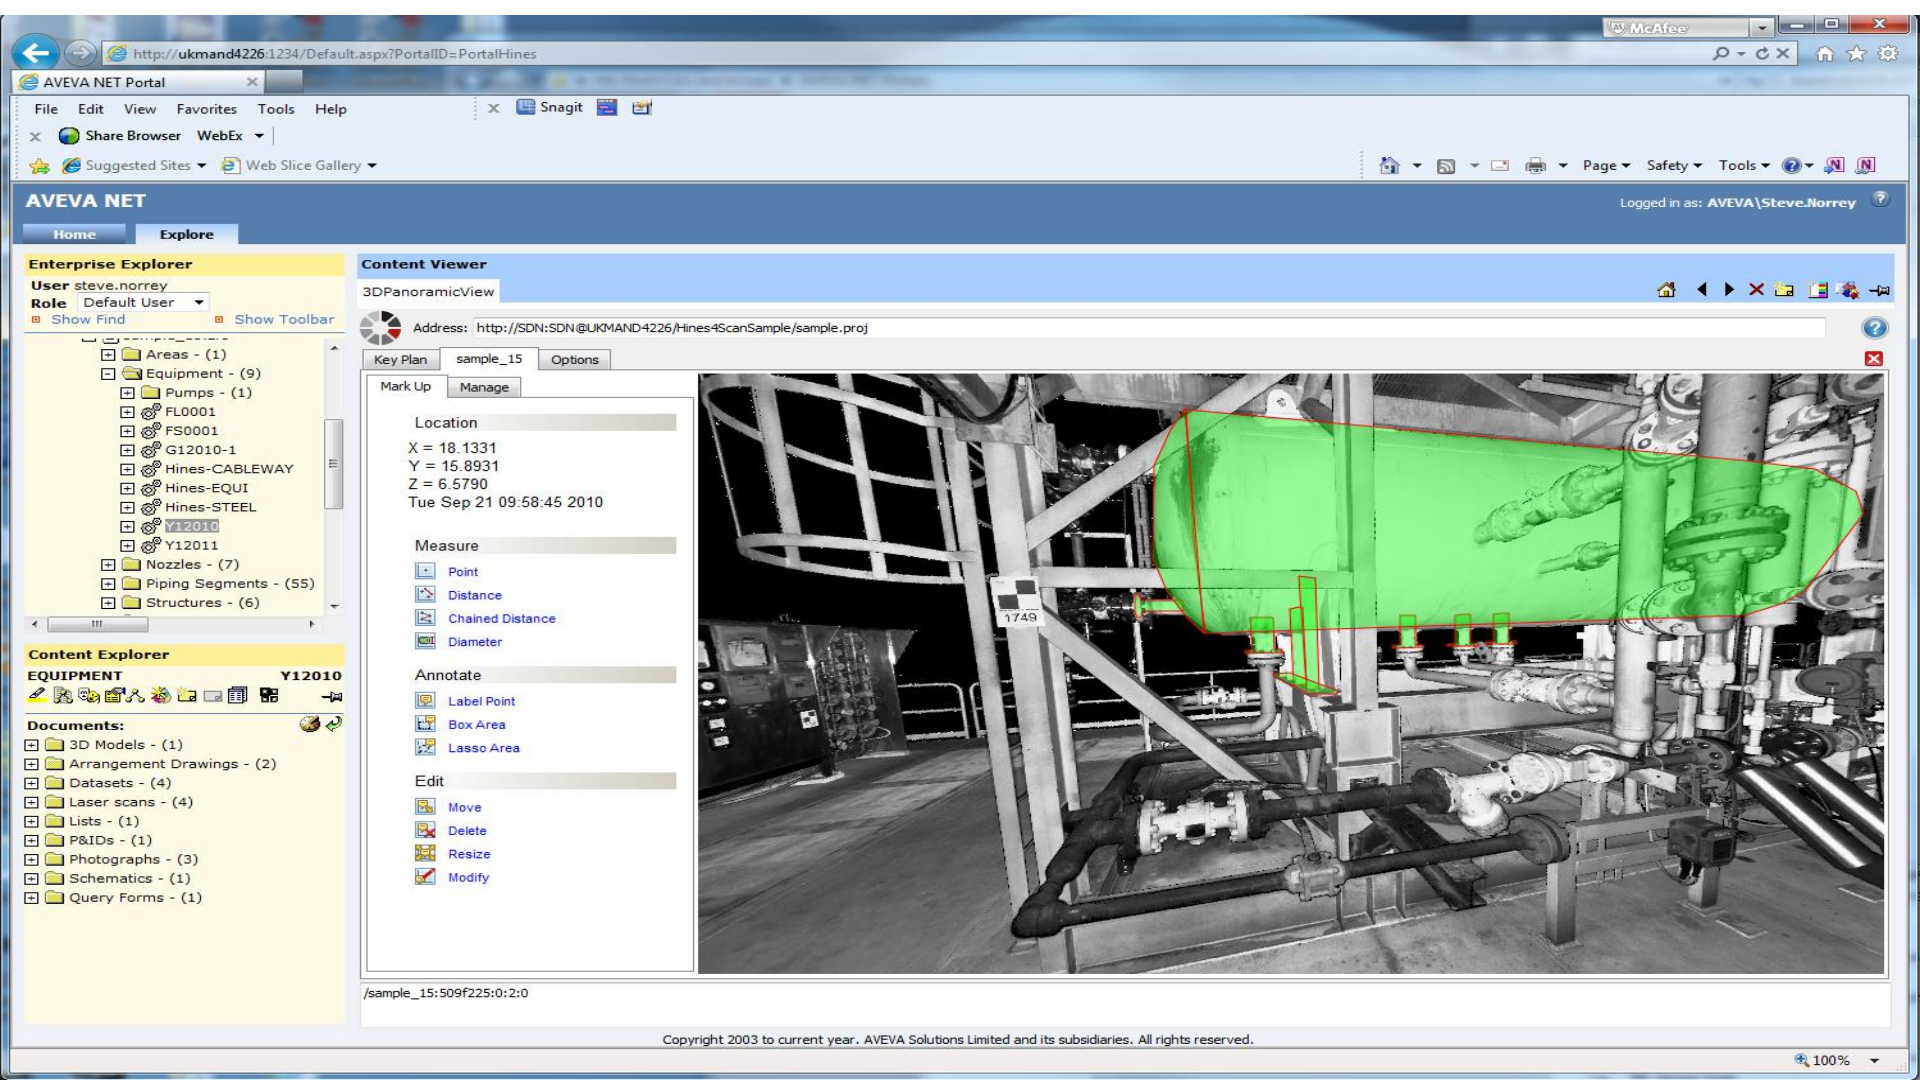 McAfee
http://ukmand4226:1234/Default.aspx?PortalID=PortalHines
AVEVA NET Portal
File Edit View Favorites Tools Help
Snagit
Share Browser WebEx
Suggested Sites
Web Slice Gallery
Page Safety Tools
AVEVA NET
Logged in as: AVEVA\Steve.Norrey
Home Explore
Enterprise Explorer
User steve.norrey
Role Default User
Show Find Show Toolbar
Areas - (1)
Equipment - (9)
Pumps - (1)
FL0001
FS0001
G12010-1
Hines-CABLEWAY
Hines-EQUI
Hines-STEEL
Y12010
Y12011
Nozzles - (7)
Piping Segments - (55)
Structures - (6)
Content Explorer
EQUIPMENT Y12010
Documents:
3D Models - (1)
Arrangement Drawings - (2)
Datasets - (4)
Laser scans - (4)
Lists - (1)
P&IDs - (1)
Photographs - (3)
Schematics - (1)
Query Forms - (1)
Content Viewer
3DPanoramicView
Address: http://SDN:SDN@UKMAND4226/Hines4ScanSample/sample.proj
Key Plan sample_15 Options
Mark Up Manage
Location
X = 18.1331
Y = 15.8931
Z = 6.5790
Tue Sep 21 09:58:45 2010
Measure
Point
Distance
Chained Distance
Diameter
Annotate
Label Point
Box Area
Lasso Area
Edit
Move
Delete
Resize
Modify
1749
/sample_15:509f225:0:2:0
Copyright 2003 to current year. AVEVA Solutions Limited and its subsidiaries. All rights reserved.
100%